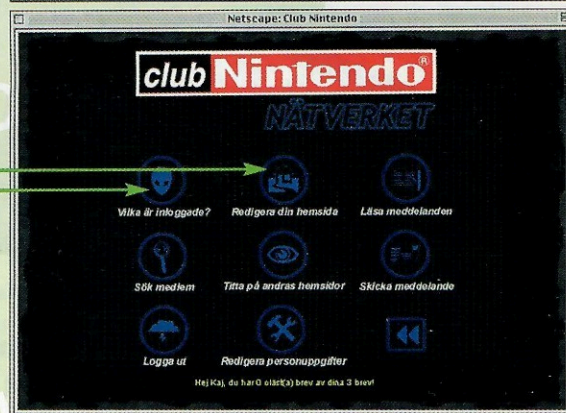 Netscape: Club Nintendo
club Nintendo®
NÄTVERKET
Vilka är inloggade? Redigera din hemsida Läsa meddelanden
Sök medlem Titta på andras hemsidor Skicka meddelande
Logga ut Redigera personuppgifter
Hej Kaj, du har 0 oläst(a) brev av dina 3 brev!